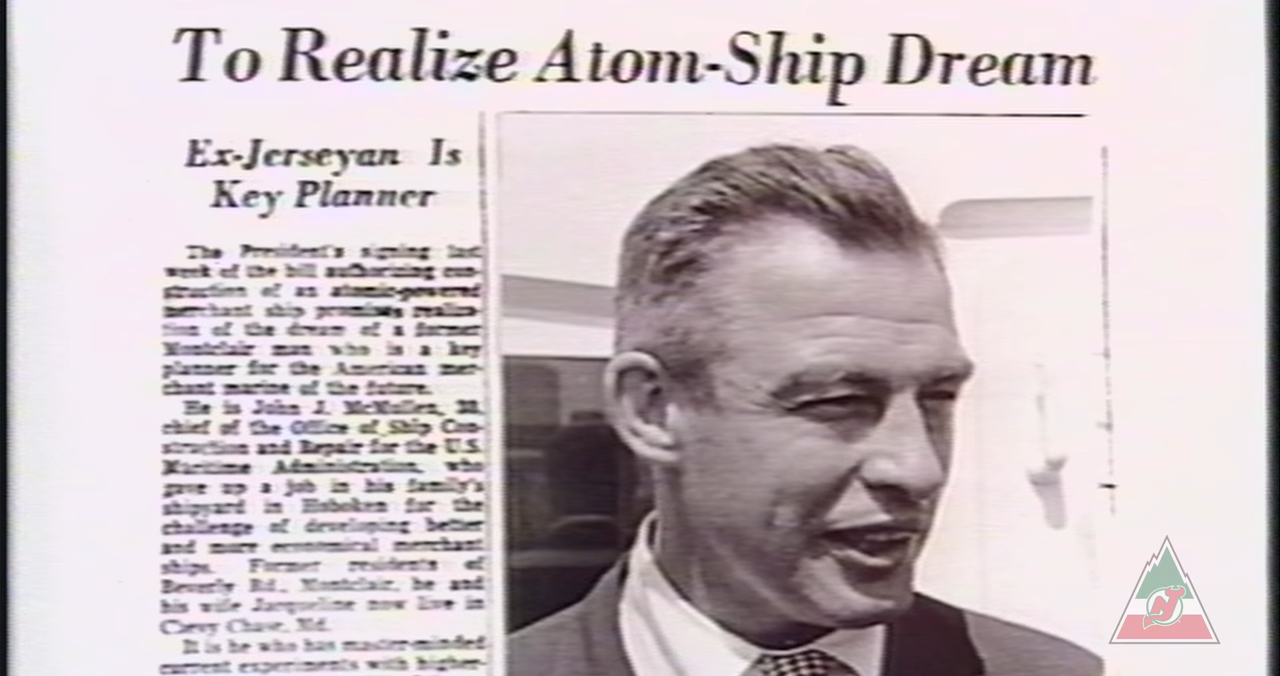 To Realize Atom-Ship Dream
Ex-Jerseyan Is
Key Planner
The President's signing last
week of the bill authorizing con-
struction of an atomic-powered
merchant ship promises realiza-
tion of the dream of a former
Montclair man who is a key
planner for the American mer-
chant marine of the future.
He is John J. McMullen, 38,
chief of the Office of Ship Con-
struction and Repair for the U.S.
Maritime Administration, who
gave up a job in his family's
shipyard in Hoboken for the
challenge of developing better
and more economical merchant
ships. Former residents of
Beverly Rd., Montclair, he and
his wife Jacqueline now live in
Chevy Chase, Md.
It is he who has master-minded
current experiments with higher-
NJ